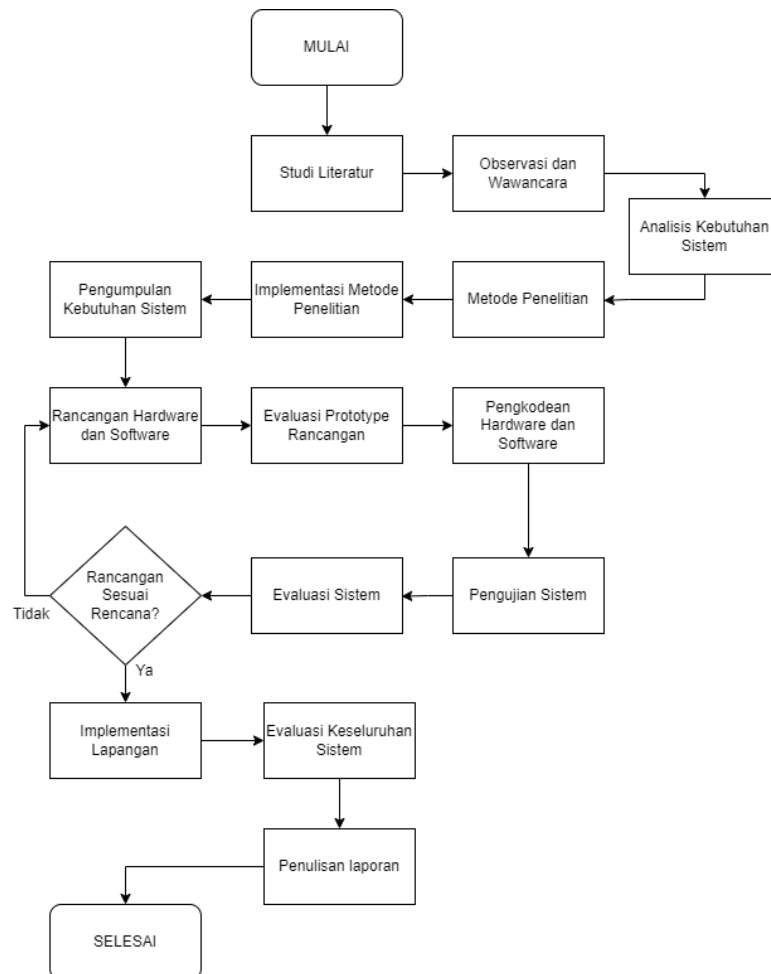 MULAI
Studi Literatur
Observasi dan
Wawancara
Analisis Kebutuhan
Sistem
Metode Penelitian
Implementasi Metode
Penelitian
Pengumpulan
Kebutuhan Sistem
Rancangan Hardware
dan Software
Evaluasi Prototype
Rancangan
Pengkodean
Hardware dan
Software
Pengujian Sistem
Evaluasi Sistem
Rancangan
Sesuai
Rencana?
Tidak
Ya
Implementasi
Lapangan
Evaluasi Keseluruhan
Sistem
Penulisan laporan
SELESAI